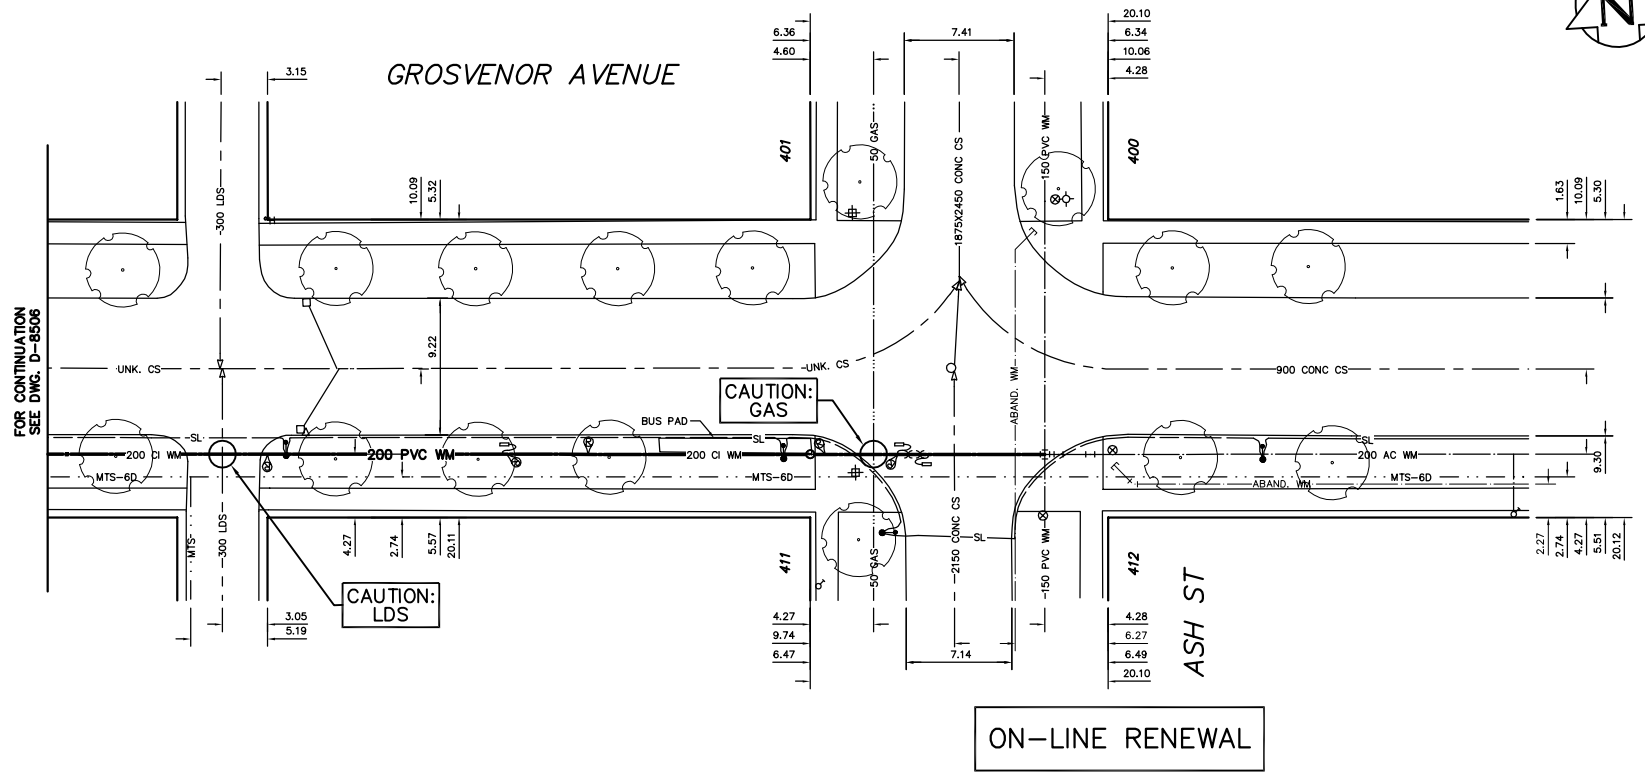 20.10
6.36
7.41
6.34
4.60
10.06
3.15
4.28
GROSVENOR AVENUE
N
401
50 GAS
1875X2450 CONC CS
150 PVC WM
400
300 LDS
10.09
5.32
1.63
10.09
5.30
FOR CONTINUATION
SEE DWG. D-8506
UNK. CS
9.22
UNK. CS
900 CONC CS
ABAND. WM
CAUTION:
GAS
BUS PAD
SL
SL
SL
200 CI WM
200 PVC WM
200 CI WM
200 AC WM
9.30
MTS-6D
MTS-6D
ABAND. WM
MTS-6D
MTS
300 LDS
4.27
2.74
5.57
20.11
411
50 GAS
2150 CONC CS
SL
150 PVC WM
412
2.27
2.74
4.27
5.51
20.12
CAUTION:
LDS
ASH ST
3.05
5.19
4.27
9.74
6.47
7.14
4.28
6.27
6.49
20.10
ON-LINE RENEWAL